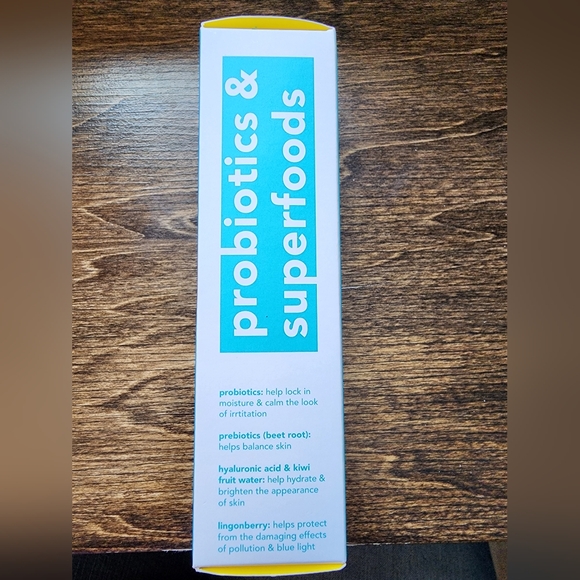 probiotics &
superfoods
probiotics: help lock in
moisture & calm the look
of irrtitation
prebiotics (beet root):
helps balance skin
hyaluronic acid & kiwi
fruit water: help hydrate &
brighten the appearance
of skin
lingonberry: helps protect
from the damaging effects
of pollution & blue light